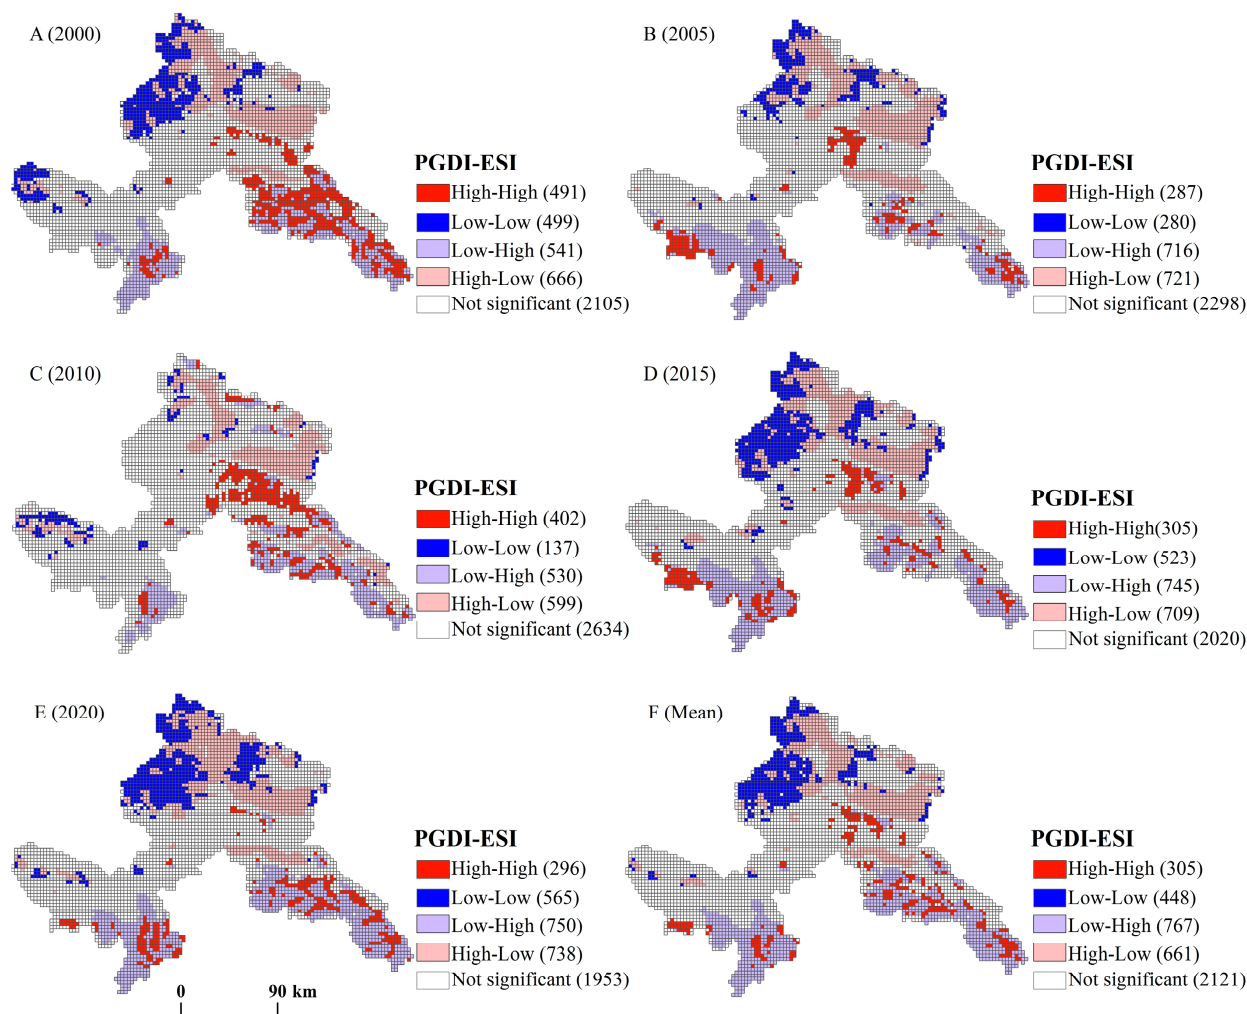 A (2000)
PGDI-ESI
High-High (491)
Low-Low (499)
Low-High (541)
High-Low (666)
Not significant (2105)
B (2005)
PGDI-ESI
High-High (287)
Low-Low (280)
Low-High (716)
High-Low (721)
Not significant (2298)
C (2010)
PGDI-ESI
High-High (402)
Low-Low (137)
Low-High (530)
High-Low (599)
Not significant (2634)
D (2015)
PGDI-ESI
High-High(305)
Low-Low (523)
Low-High (745)
High-Low (709)
Not significant (2020)
E (2020)
PGDI-ESI
High-High (296)
Low-Low (565)
Low-High (750)
High-Low (738)
Not significant (1953)
0 90 km
F (Mean)
PGDI-ESI
High-High (305)
Low-Low (448)
Low-High (767)
High-Low (661)
Not significant (2121)